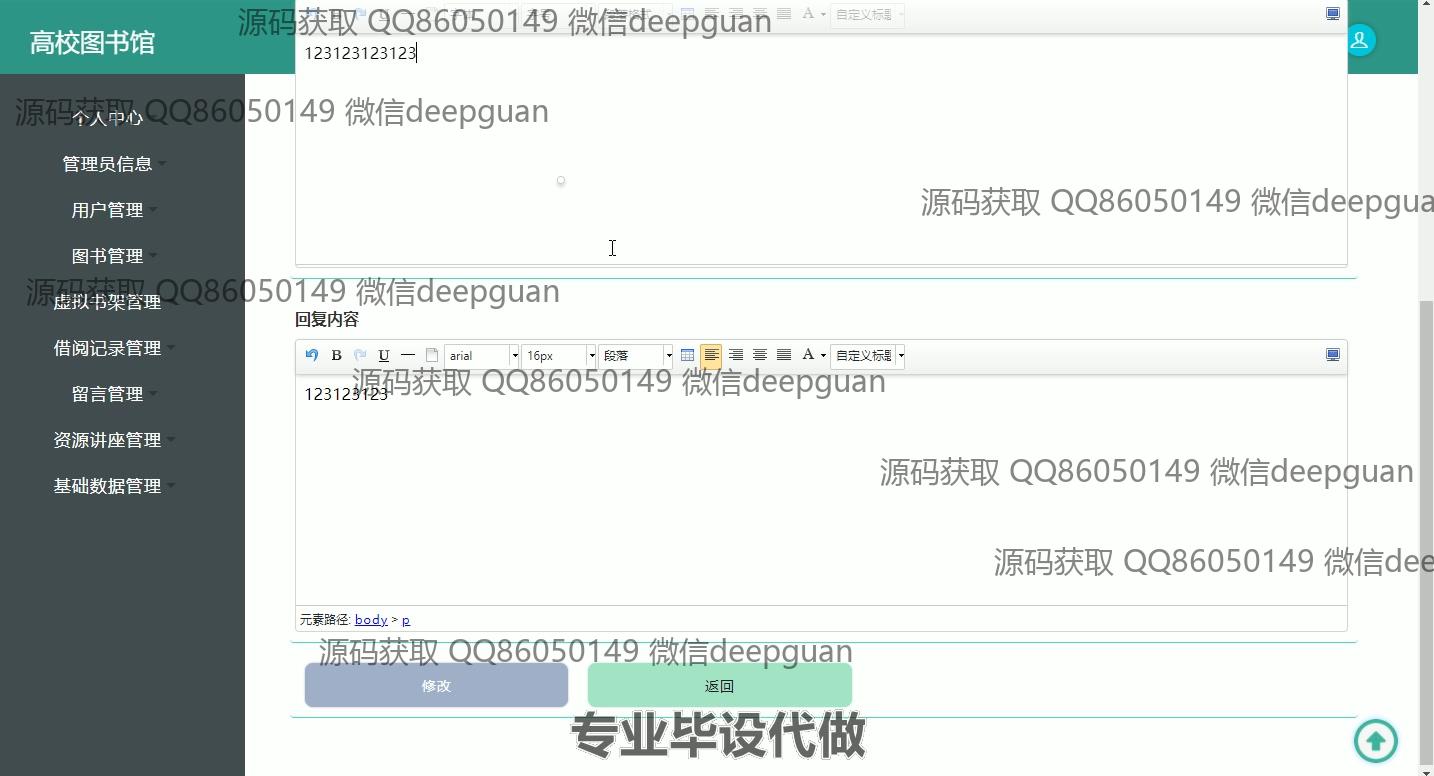 源码获取 QQ86050149 微信deepguan
自定义标题
高校图书馆
123123123123
源码获取 QQ86050149 微信deepguan
个人中心
管理员信息
源码获取 QQ86050149 微信deepgua
用户管理
图书管理
源码获取 QQ86050149 微信deepguan
虚拟书架管理
回复内容
借阅记录管理
B U arial 16px 段落 A 自定义标题
源码获取 QQ86050149 微信deepguan
123123123
留言管理
资源讲座管理
源码获取 QQ86050149 微信deepguan
基础数据管理
源码获取 QQ86050149 微信dee
元素路径: body > p
源码获取 QQ86050149 微信deepguan
修改
返回
专业毕设代做